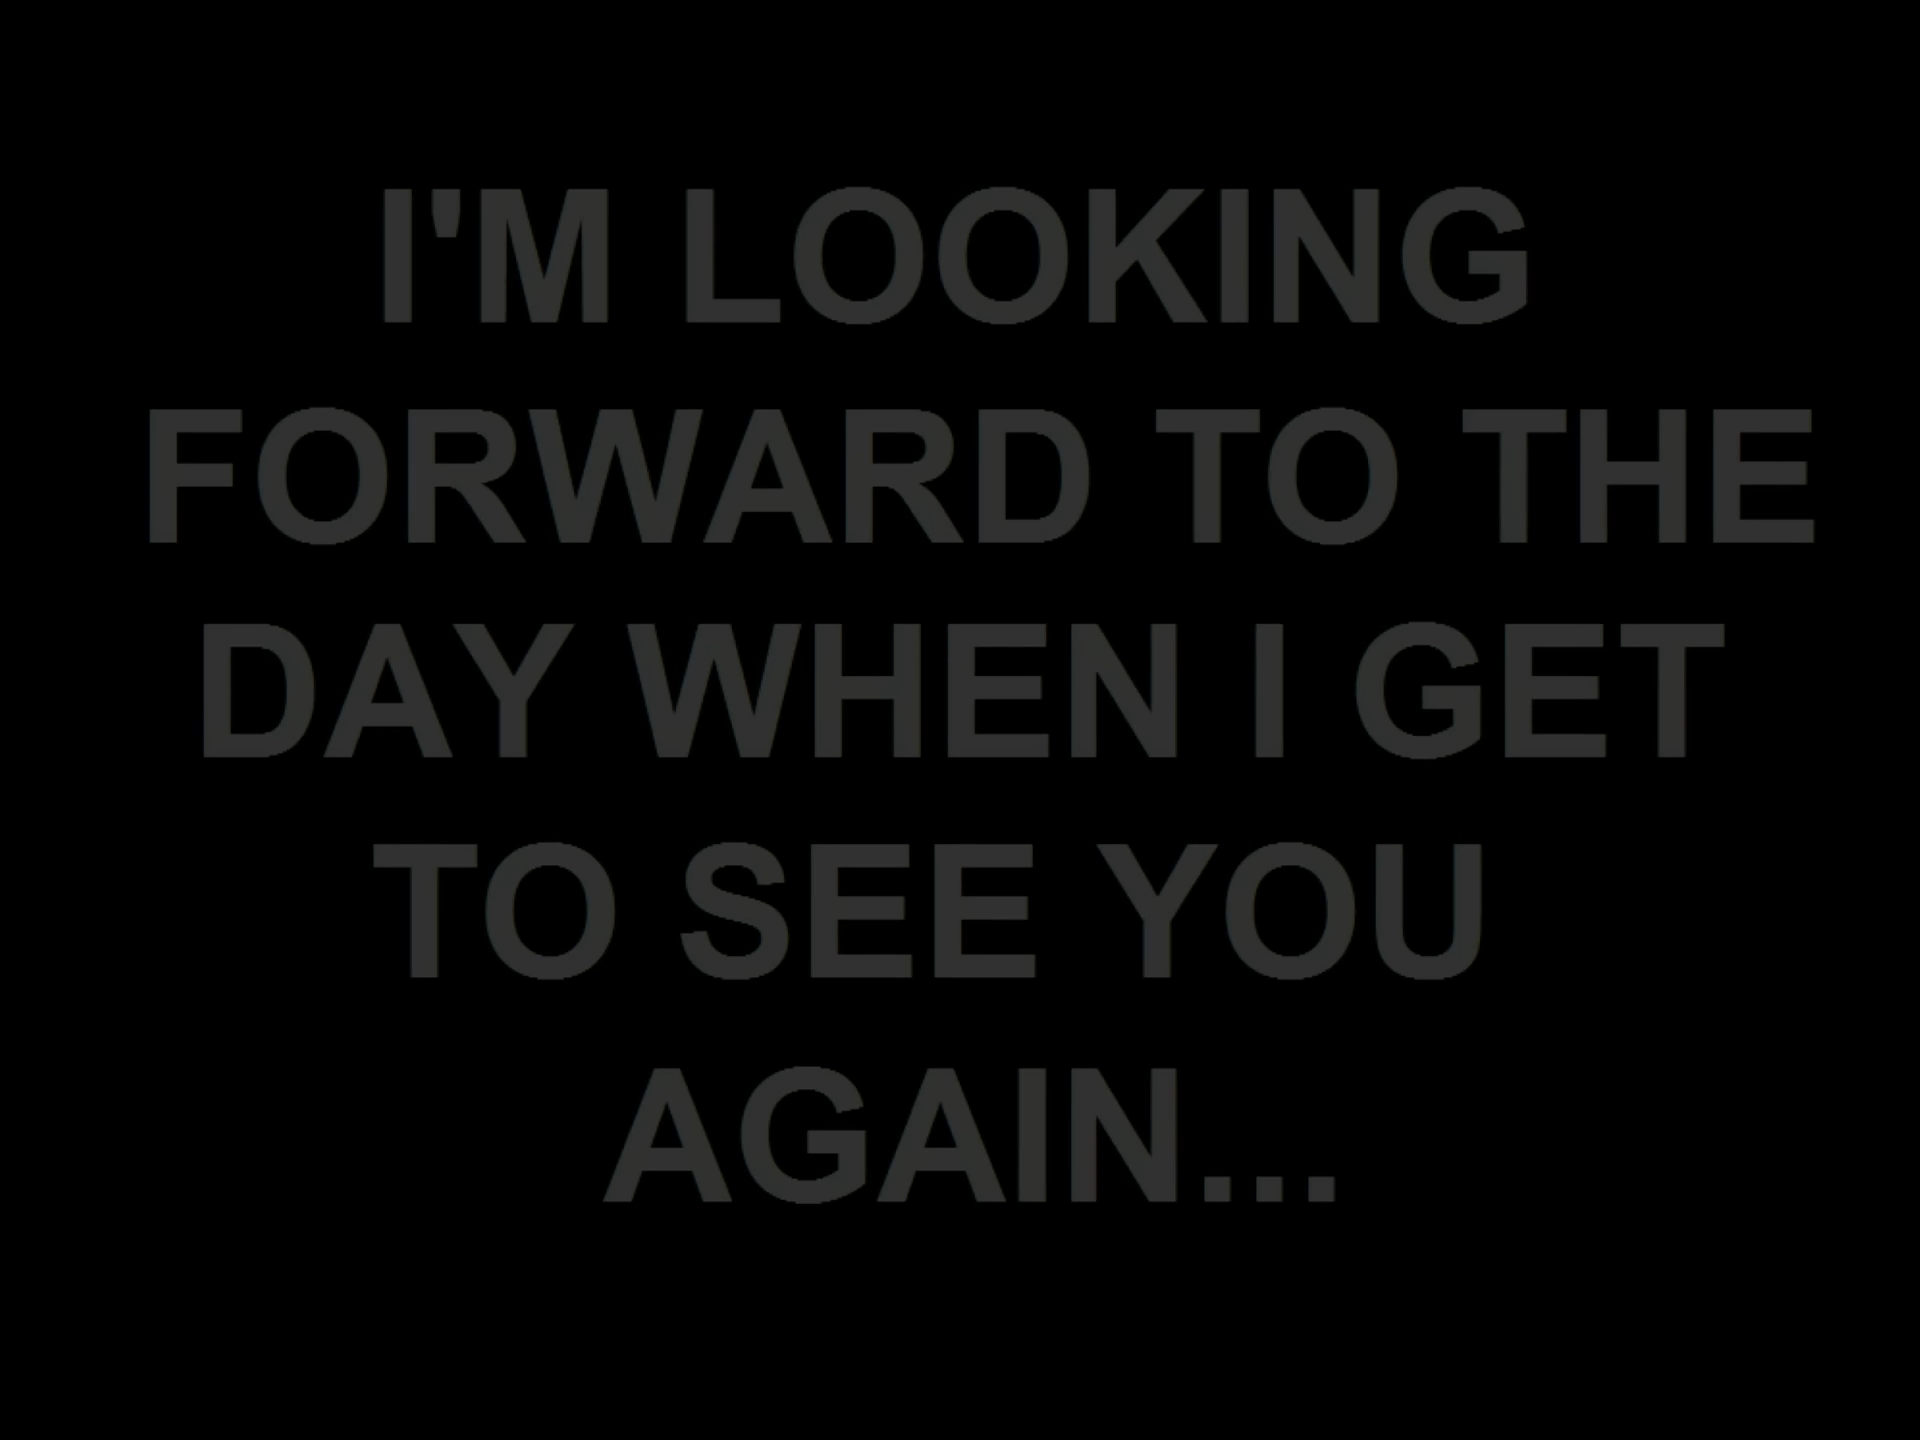 I'M LOOKING
FORWARD TO THE
DAY WHEN I GET
TO SEE YOU
AGAIN...